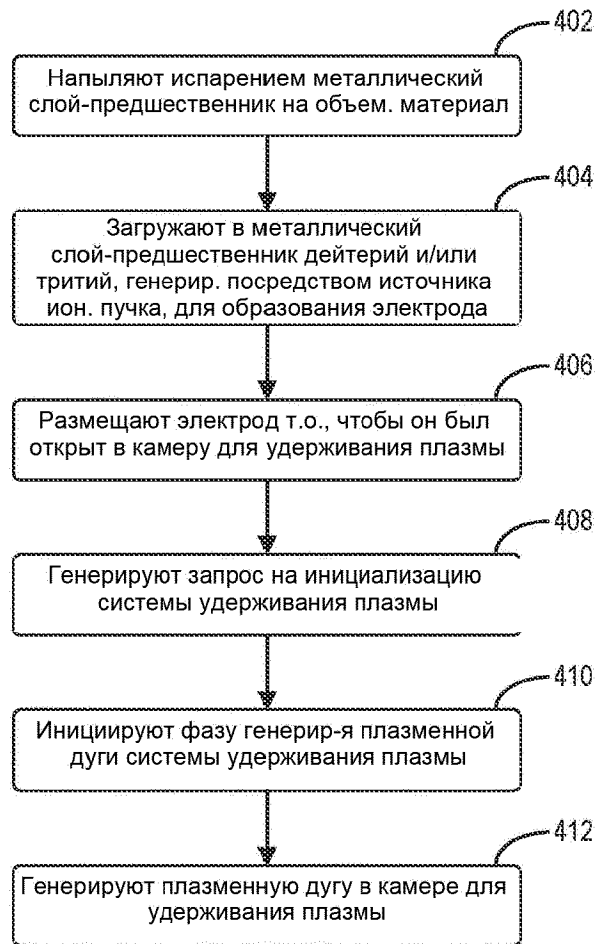 402
Напыляют испарением металлический
слой-предшественник на объем. материал
404
Загружают в металлический
слой-предшественник дейтерий и/или
тритий, генерир. посредством источника
ион. пучка, для образования электрода
406
Размещают электрод т.о., чтобы он был
открыт в камеру для удерживания плазмы
408
Генерируют запрос на инициализацию
системы удерживания плазмы
410
Инициируют фазу генерир-я плазменной
дуги системы удерживания плазмы
412
Генерируют плазменную дугу в камере для
удерживания плазмы